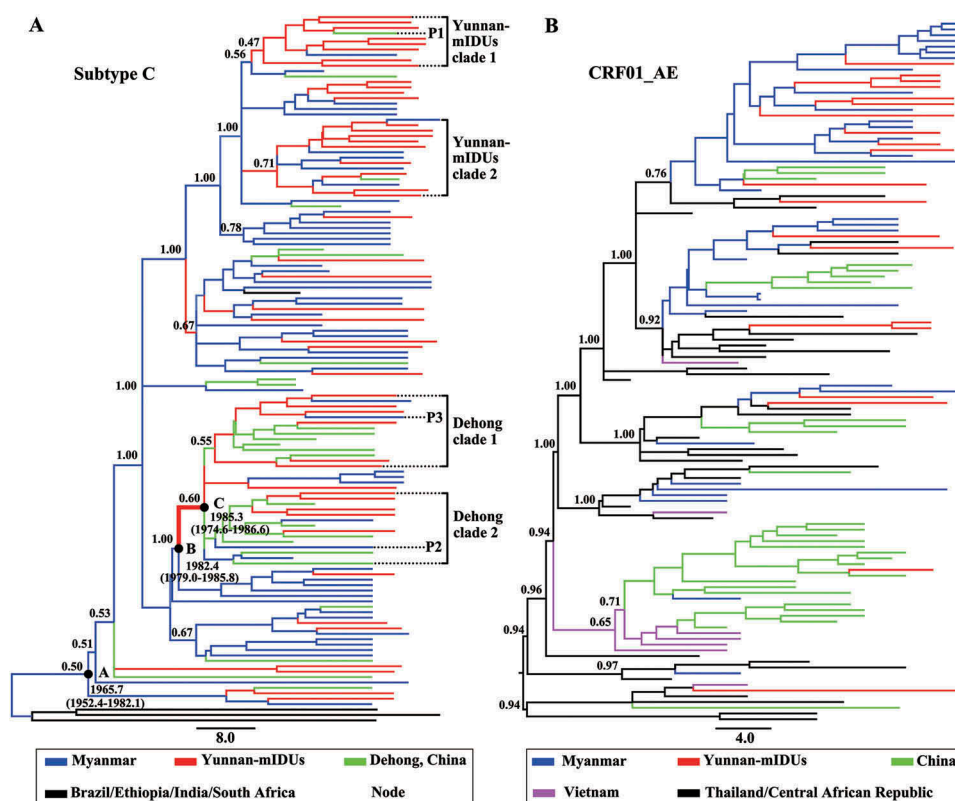 A
Subtype C
0.47
0.56
P1
Yunnan-
mIDUs
clade 1
1.00
0.71
Yunnan-
mIDUs
clade 2
1.00
0.78
1.00
0.67
1.00
P3
Dehong
clade 1
0.55
1.00
0.60
C
1985.3
(1974.6-1986.6)
Dehong
clade 2
1.00
B
P2
1982.4
(1979.0-1985.8)
0.53
0.67
0.51
0.50
A
1965.7
(1952.4-1982.1)
8.0
Myanmar
Yunnan-mIDUs
Dehong, China
Brazil/Ethiopia/India/South Africa
Node
B
CRF01_AE
0.76
1.00
0.92
1.00
1.00
1.00
1.00
0.94
0.96
0.71
0.65
0.94
0.97
0.94
4.0
Myanmar
Yunnan-mIDUs
China
Vietnam
Thailand/Central African Republic